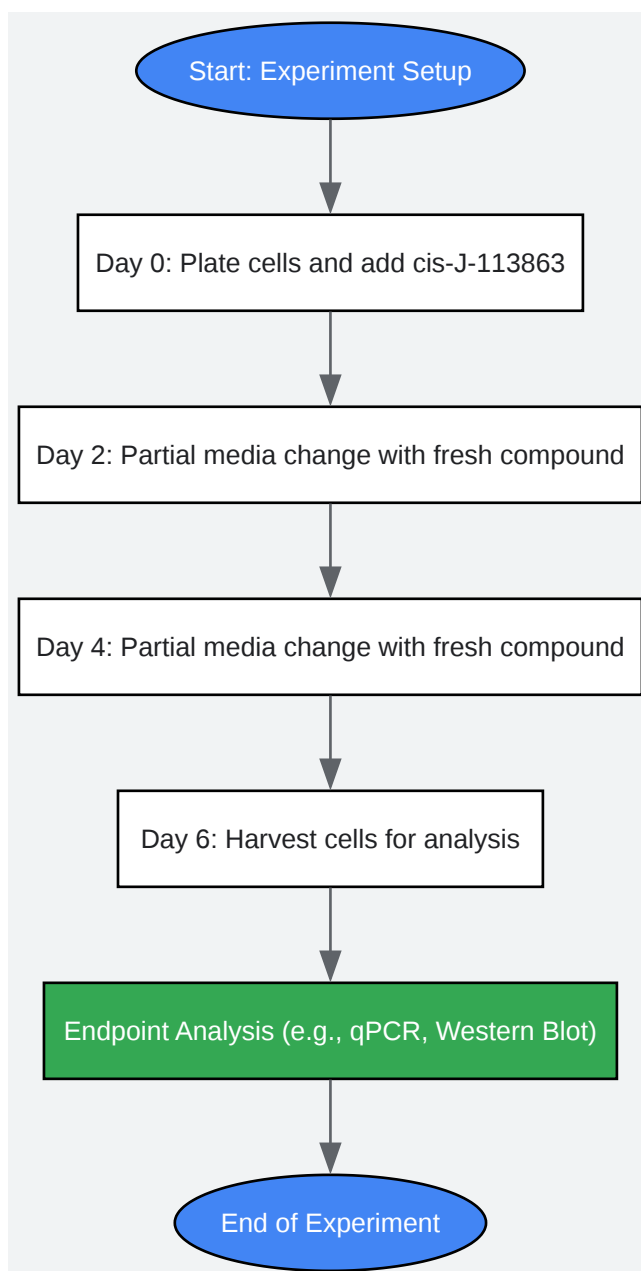 Start: Experiment Setup
Day 0: Plate cells and add cis-J-113863
Day 2: Partial media change with fresh compound
Day 4: Partial media change with fresh compound
Day 6: Harvest cells for analysis
Endpoint Analysis (e.g., qPCR, Western Blot)
End of Experiment